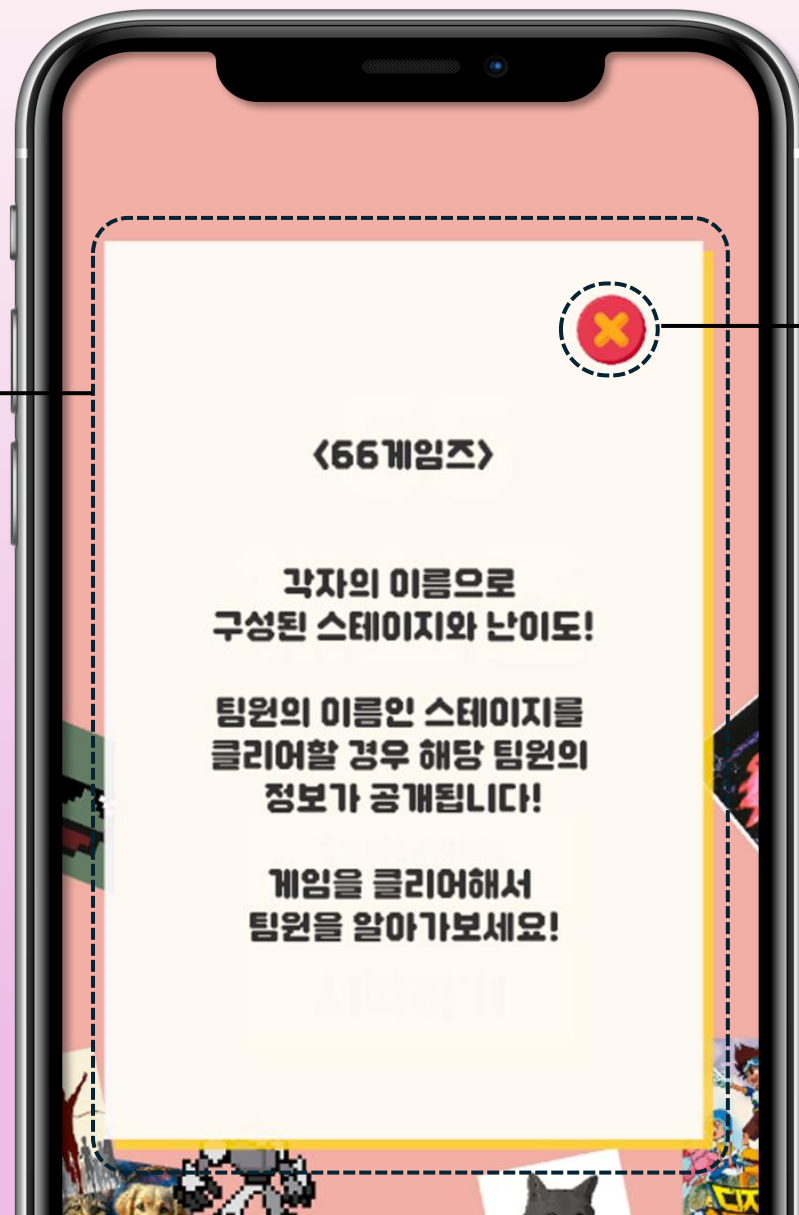 <66게임즈>
각자의 이름으로
구성된 스테이지와 난이도!
팀원의 이름인 스테이지를
클리어할 경우 해당 팀원의
정보가 공개됩니다!
게임을 클리어해서
팀원을 알아가보세요!
디지